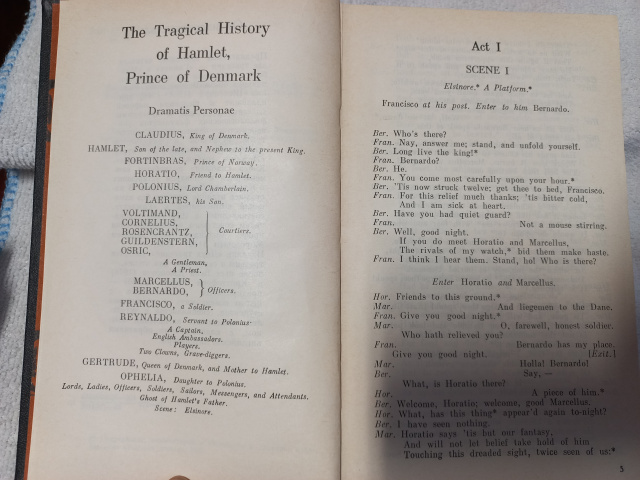 The Tragical History
of Hamlet,
Prince of Denmark
Dramatis Personae
CLAUDIUS, King of Denmark.
HAMLET, Son of the late, and Nephew to the present King.
FORTINBRAS, Prince of Norway.
HORATIO, Friend to Hamlet.
POLONIUS, Lord Chamberlain.
LAERTES, his Son.
VOLTIMAND,
CORNELIUS,
ROSENCRANTZ,
GUILDENSTERN,
OSRIC,
Courtiers.
A Gentleman,
A Priest.
MARCELLUS,
BERNARDO,
Officers.
FRANCISCO, a Soldier.
REYNALDO, Servant to Polonius.
A Captain.
English Ambassadors.
Players.
Two Clowns, Grave-diggers.
GERTRUDE, Queen of Denmark, and Mother to Hamlet.
OPHELIA, Daughter to Polonius.
Lords, Ladies, Officers, Soldiers, Sailors, Messengers, and Attendants.
Ghost of Hamlet's Father.
Scene: Elsinore.
Act I
SCENE I
Elsinore.* A Platform.*
Francisco at his post. Enter to him Bernardo.
Ber. Who's there?
Fran. Nay, answer me; stand, and unfold yourself.
Ber. Long live the king!*
Fran. Bernardo?
Ber. He.
Fran. You come most carefully upon your hour.*
Ber. 'Tis now struck twelve; get thee to bed, Francisco.
Fran. For this relief much thanks; 'tis bitter cold,
And I am sick at heart.
Ber. Have you had quiet guard?
Fran. Not a mouse stirring.
Ber. Well, good night.
If you do meet Horatio and Marcellus,
The rivals of my watch,* bid them make haste.
Fran. I think I hear them. Stand, ho! Who is there?
Enter Horatio and Marcellus.
Hor. Friends to this ground.*
Mar. And liegemen to the Dane.
Fran. Give you good night.*
Mar. O, farewell, honest soldier.
Who hath relieved you?
Fran. Bernardo has my place.
Give you good night. [Exit.]
Mar. Holla! Bernardo!
Ber. Say,—
What, is Horatio there?
Hor. A piece of him.*
Ber. Welcome, Horatio; welcome, good Marcellus.
Hor. What, has this thing* appear'd again to-night?
Ber. I have seen nothing.
Mar. Horatio says 'tis but our fantasy,
And will not let belief take hold of him
Touching this dreaded sight, twice seen of us:*
5